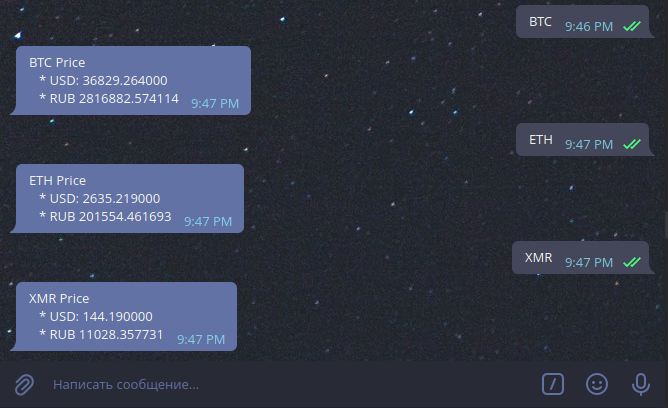 BTC 9:46 PM
BTC Price
* USD: 36829.264000
* RUB 2816882.574114 9:47 PM
ETH 9:47 PM
ETH Price
* USD: 2635.219000
* RUB 201554.461693 9:47 PM
XMR 9:47 PM
XMR Price
* USD: 144.190000
* RUB 11028.357731 9:47 PM
Написать сообщение...